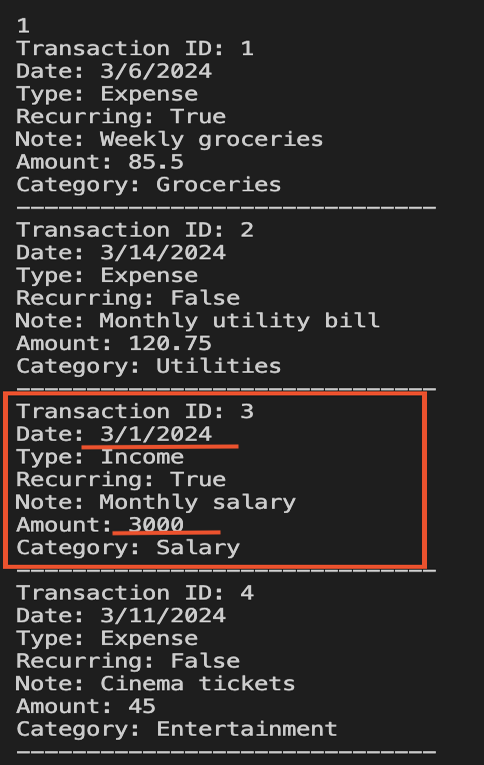 1
Transaction ID: 1
Date: 3/6/2024
Type: Expense
Recurring: True
Note: Weekly groceries
Amount: 85.5
Category: Groceries
------------------------------
Transaction ID: 2
Date: 3/14/2024
Type: Expense
Recurring: False
Note: Monthly utility bill
Amount: 120.75
Category: Utilities
------------------------------
Transaction ID: 3
Date: 3/1/2024
Type: Income
Recurring: True
Note: Monthly salary
Amount: 3000
Category: Salary
------------------------------
Transaction ID: 4
Date: 3/11/2024
Type: Expense
Recurring: False
Note: Cinema tickets
Amount: 45
Category: Entertainment
------------------------------